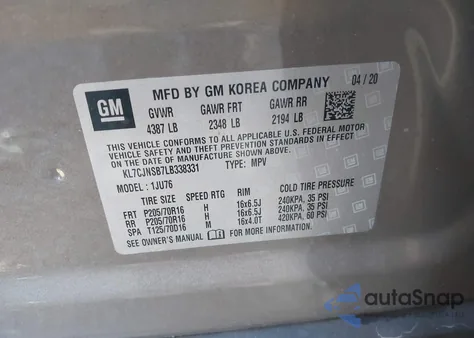 GM
MFD BY GM KOREA COMPANY 04/20
GVWR GAWR FRT GAWR RR
4387 LB 2348 LB 2194 LB
THIS VEHICLE CONFORMS TO ALL APPLICABLE U.S. FEDERAL MOTOR
VEHICLE SAFETY STANDARDS IN EFFECT ON THE DATE OF MANUFACTURE SHOWN ABOVE.
KL7CJNSB7LB338331 TYPE: MPV
MODEL: 1JU76
TIRE SIZE SPEED RTG RIM COLD TIRE PRESSURE
FRT P205/70R16 H 16x6.5J 240KPA, 35 PSI
RR P205/70R16 H 16x6.5J 240KPA, 35 PSI
SPA T125/70D16 M 16x4.0T 420KPA, 60 PSI
SEE OWNER'S MANUAL FOR ADDITIONAL INFORMATION.
autoSnap